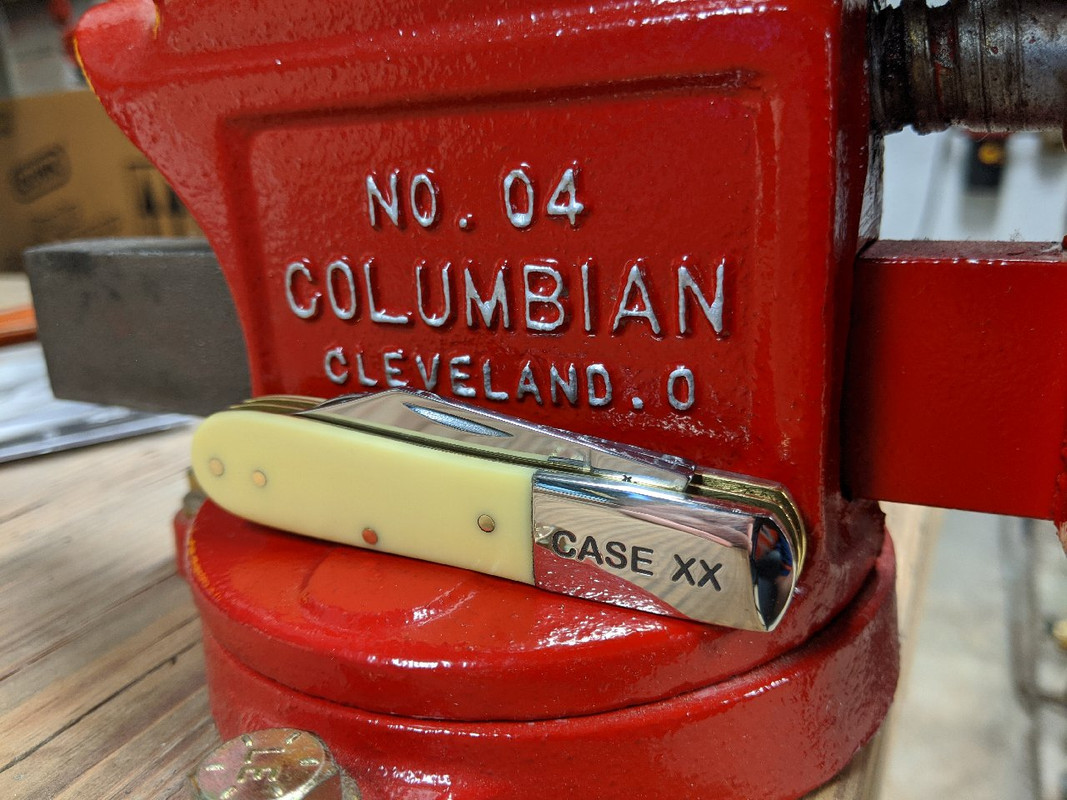 NO. 04
COLUMBIAN
CLEVELAND. O
CASE XX